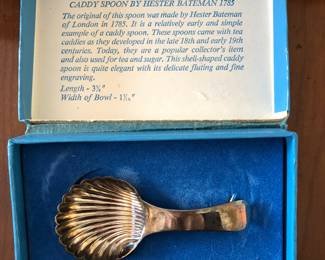 CADDY SPOON BY HESTER BATEMAN 1785
The original of this spoon was made by Hester Bateman
of London in 1785. It is a relatively early and simple
example of a caddy spoon. These spoons came with tea
caddies as they developed in the late 18th and early 19th
centuries. Today, they are a popular collector's item
and also used for tea and sugar. This shell-shaped caddy
spoon is quite elegant with its delicate fluting and fine
engraving.
Length -
Width of Bowl -